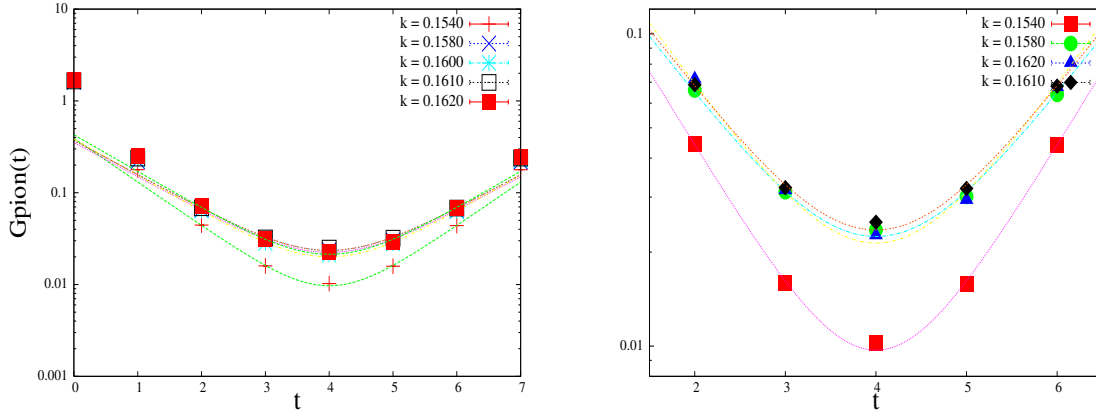 Gpion(t)
10
1
0.1
0.01
0.001
k = 0.1540
k = 0.1580
k = 0.1600
k = 0.1610
k = 0.1620
0 1 2 3 4 5 6 7
t
0.1
0.01
k = 0.1540
k = 0.1580
k = 0.1620
k = 0.1610
2 3 4 5 6
t